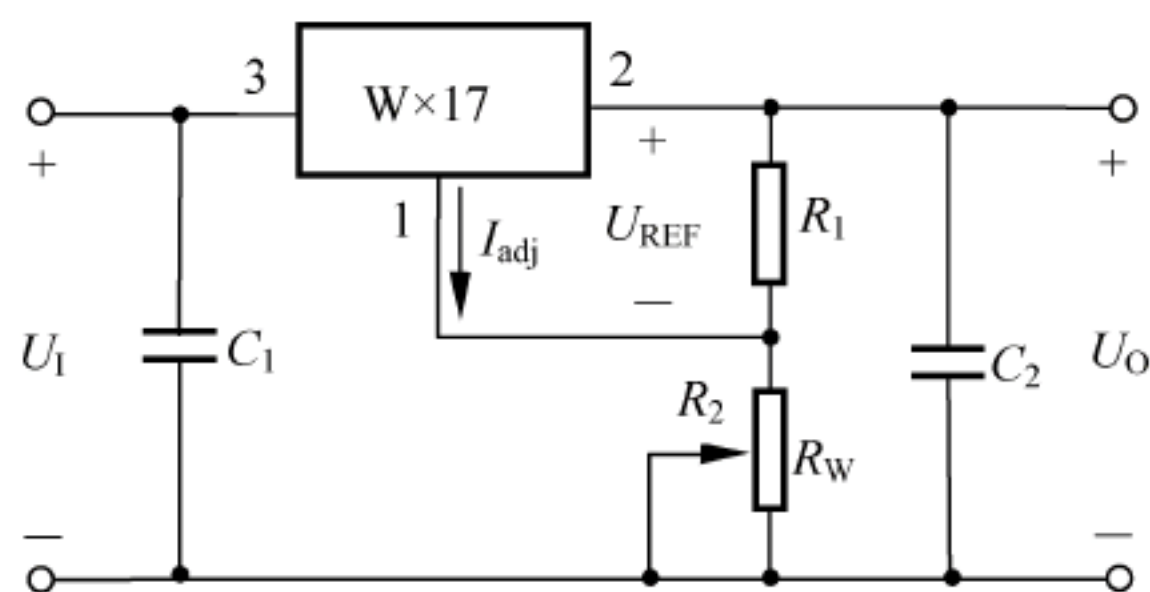 3
W×17
2
+
+
+
1
I_adj
U_REF
R_1
—
U_I
C_1
R_2
R_W
C_2
U_O
—
—